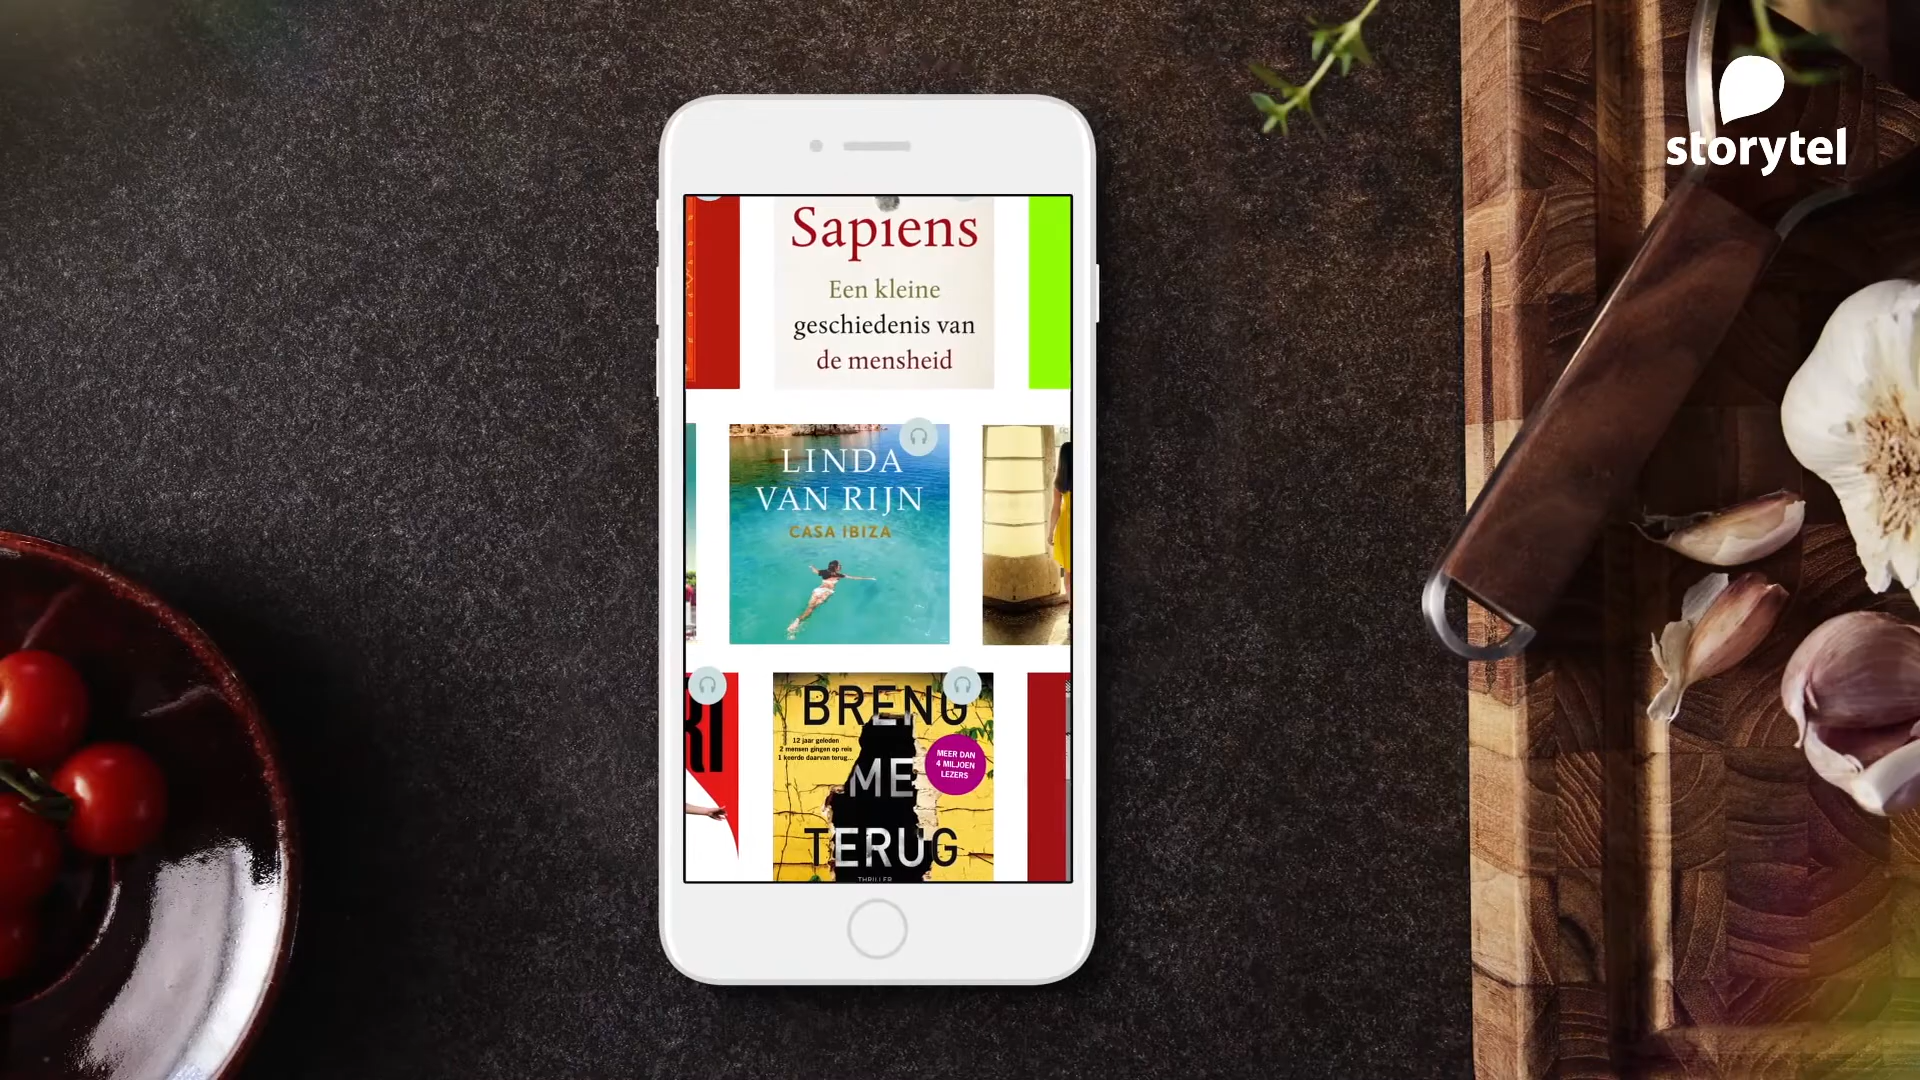 storytel
Sapiens
Een kleine
geschiedenis van
de mensheid
LINDA
VAN RIJN
CASA IBIZA
BRENG
12 jaar geleden
2 mensen gingen op reis
1 keerde daarvan terug...
MEER DAN
4 MILJOEN
LEZERS
ME
TERUG
THRILLER